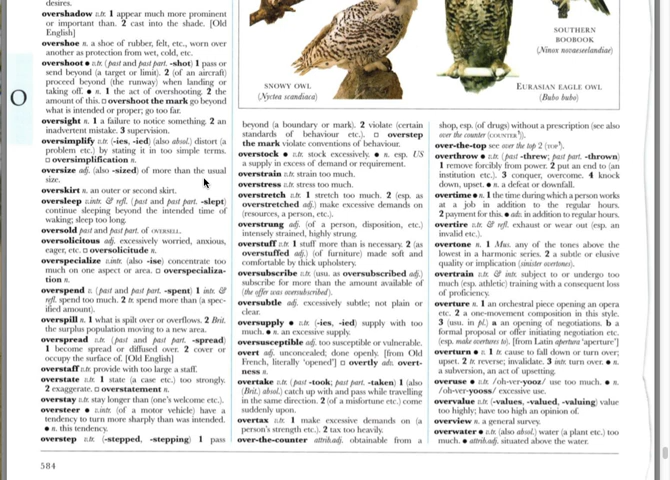 desires.
overshadow v.tr. 1 appear much more prominent
or important than. 2 cast into the shade. [Old
English]
overshoe n. a shoe of rubber, felt, etc., worn over
another as protection from wet, cold, etc.
overshoot ● v.tr. (past and past part. -shot) 1 pass or
send beyond (a target or limit). 2 (of an aircraft)
proceed beyond (the runway) when landing or
taking off. ● n. 1 the act of overshooting. 2 the
amount of this. □ overshoot the mark go beyond
what is intended or proper; go too far.
oversight n. 1 a failure to notice something. 2 an
inadvertent mistake. 3 supervision.
oversimplify v.tr. (-ies, -ied) (also absol.) distort (a
problem etc.) by stating it in too simple terms.
□ oversimplification n.
oversize adj. (also -sized) of more than the usual
size.
overskirt n. an outer or second skirt.
oversleep v.intr. & refl. (past and past part. -slept)
continue sleeping beyond the intended time of
waking; sleep too long.
oversold past and past part. of OVERSELL.
oversolicitous adj. excessively worried, anxious,
eager, etc. □ oversolicitude n.
overspecialize v.intr. (also -ise) concentrate too
much on one aspect or area. □ overspecializa-
tion n.
overspend v. (past and past part. -spent) 1 intr. &
refl. spend too much. 2 tr. spend more than (a spec-
ified amount).
overspill n. 1 what is spilt over or overflows. 2 Brit.
the surplus population moving to a new area.
overspread v.tr. (past and past part. -spread)
1 become spread or diffused over. 2 cover or
occupy the surface of. [Old English]
overstaff v.tr. provide with too large a staff.
overstate v.tr. 1 state (a case etc.) too strongly.
2 exaggerate. □ overstatement n.
overstay v.tr. stay longer than (one's welcome etc.).
oversteer ● v.intr. (of a motor vehicle) have a
tendency to turn more sharply than was intended.
● n. this tendency.
overstep v.tr. (-stepped, -stepping) 1 pass
O
584
SNOWY OWL
(Nyctea scandiaca)
EURASIAN EAGLE OWL
(Bubo bubo)
SOUTHERN
BOOBOOK
(Ninox novaeseelandiae)
beyond (a boundary or mark). 2 violate (certain
standards of behaviour etc.). □ overstep
the mark violate conventions of behaviour.
overstock ● v.tr. stock excessively. ● n. esp. US
a supply in excess of demand or requirement.
overstrain v.tr. strain too much.
overstress v.tr. stress too much.
overstretch v.tr. 1 stretch too much. 2 (esp. as
overstretched adj.) make excessive demands on
(resources, a person, etc.).
overstrung adj. (of a person, disposition, etc.)
intensely strained, highly strung.
overstuff v.tr. 1 stuff more than is necessary. 2 (as
overstuffed adj.) (of furniture) made soft and
comfortable by thick upholstery.
oversubscribe v.tr. (usu. as oversubscribed adj.)
subscribe for more than the amount available of
(the offer was oversubscribed).
oversubtle adj. excessively subtle; not plain or
clear.
oversupply ● v.tr. (-ies, -ied) supply with too
much. ● n. an excessive supply.
oversusceptible adj. too susceptible or vulnerable.
overt adj. unconcealed; done openly. [from Old
French, literally 'opened'] □ overtly adv. overt-
ness n.
overtake v.tr. (past -took; past part. -taken) 1 (also
(Brit.) absol.) catch up with and pass while travelling
in the same direction. 2 (of a misfortune etc.) come
suddenly upon.
overtax v.tr. 1 make excessive demands on (a
person's strength etc.). 2 tax too heavily.
over-the-counter attrib.adj. obtainable from a
shop, esp. (of drugs) without a prescription (see also
over the counter (COUNTER¹).
over-the-top see over the top 2 (TOP¹).
overthrow ● v.tr. (past -threw; past part. -thrown)
1 remove forcibly from power. 2 put an end to (an
institution etc.). 3 conquer, overcome. 4 knock
down, upset. ● n. a defeat or downfall.
overtime ● n. 1 the time during which a person works
at a job in addition to the regular hours.
2 payment for this. ● adv. in addition to regular hours.
overtire v.tr. & refl. exhaust or wear out (esp. an
invalid etc.).
overtone n. 1 Mus. any of the tones above the
lowest in a harmonic series. 2 a subtle or elusive
quality or implication (sinister overtones).
overtrain v.tr. & intr. subject to or undergo too
much (esp. athletic) training with a consequent loss
of proficiency.
overture n. 1 an orchestral piece opening an opera
etc. 2 a one-movement composition in this style.
3 (usu. in pl.) a an opening of negotiations. b a
formal proposal or offer initiating negotiation etc.
(esp. make overtures to). [from Latin apertura 'aperture']
overturn ● v. 1 tr. cause to fall down or turn over;
upset. 2 tr. reverse; invalidate. 3 intr. turn over. ● n.
a subversion, an act of upsetting.
overuse ● v.tr. /oh-ver-yooz/ use too much. ● n.
/oh-ver-yooss/ excessive use.
overvalue v.tr. (-values, -valued, -valuing) value
too highly; have too high an opinion of.
overview n. a general survey.
overwater ● v.tr. (also absol.) water (a plant etc.) too
much. ● attrib.adj. situated above the water.